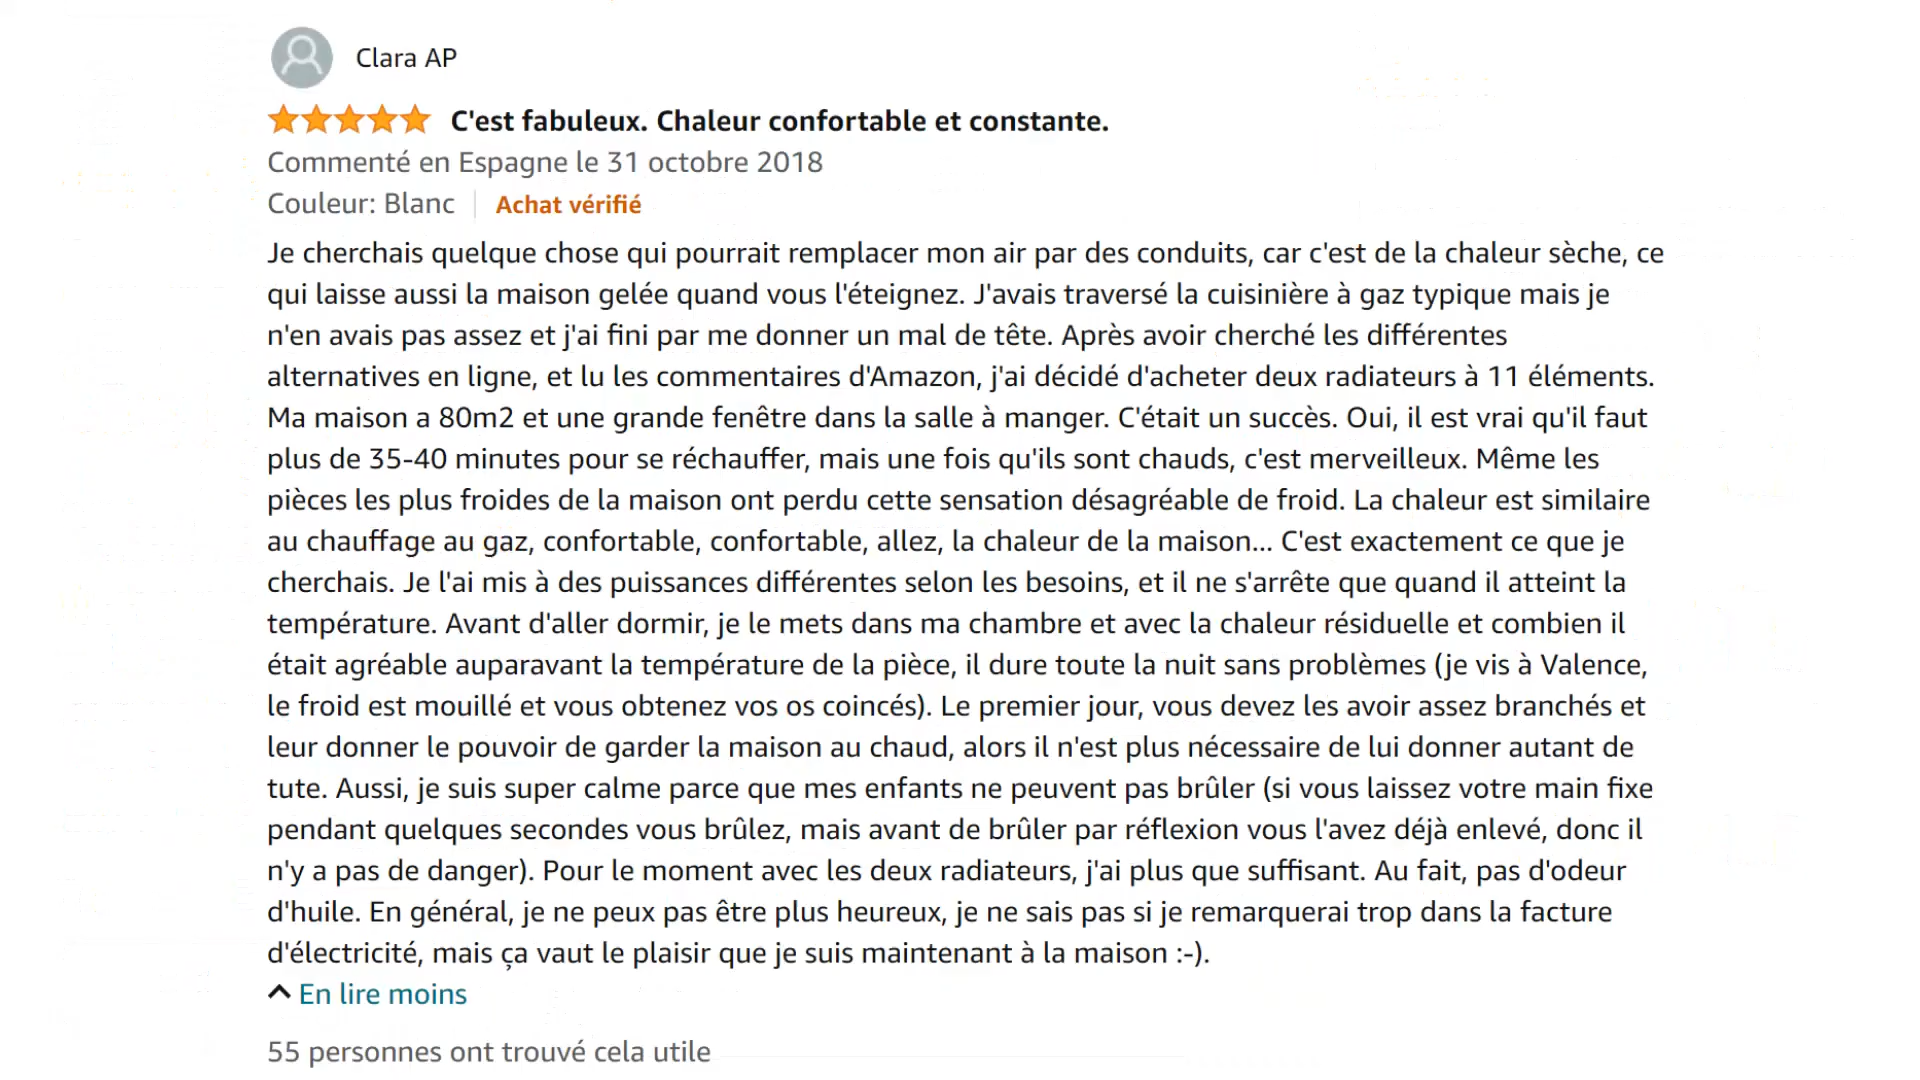 Clara AP
C'est fabuleux. Chaleur confortable et constante.
Commenté en Espagne le 31 octobre 2018
Couleur: Blanc | Achat vérifié
Je cherchais quelque chose qui pourrait remplacer mon air par des conduits, car c'est de la chaleur sèche, ce
qui laisse aussi la maison gelée quand vous l'éteignez. J'avais traversé la cuisinière à gaz typique mais je
n'en avais pas assez et j'ai fini par me donner un mal de tête. Après avoir cherché les différentes
alternatives en ligne, et lu les commentaires d'Amazon, j'ai décidé d'acheter deux radiateurs à 11 éléments.
Ma maison a 80m2 et une grande fenêtre dans la salle à manger. C'était un succès. Oui, il est vrai qu'il faut
plus de 35-40 minutes pour se réchauffer, mais une fois qu'ils sont chauds, c'est merveilleux. Même les
pièces les plus froides de la maison ont perdu cette sensation désagréable de froid. La chaleur est similaire
au chauffage au gaz, confortable, confortable, allez, la chaleur de la maison... C'est exactement ce que je
cherchais. Je l'ai mis à des puissances différentes selon les besoins, et il ne s'arrête que quand il atteint la
température. Avant d'aller dormir, je le mets dans ma chambre et avec la chaleur résiduelle et combien il
était agréable auparavant la température de la pièce, il dure toute la nuit sans problèmes (je vis à Valence,
le froid est mouillé et vous obtenez vos os coincés). Le premier jour, vous devez les avoir assez branchés et
leur donner le pouvoir de garder la maison au chaud, alors il n'est plus nécessaire de lui donner autant de
tute. Aussi, je suis super calme parce que mes enfants ne peuvent pas brûler (si vous laissez votre main fixe
pendant quelques secondes vous brûlez, mais avant de brûler par réflexion vous l'avez déjà enlevé, donc il
n'y a pas de danger). Pour le moment avec les deux radiateurs, j'ai plus que suffisant. Au fait, pas d'odeur
d'huile. En général, je ne peux pas être plus heureux, je ne sais pas si je remarquerai trop dans la facture
d'électricité, mais ça vaut le plaisir que je suis maintenant à la maison :-).
En lire moins
55 personnes ont trouvé cela utile